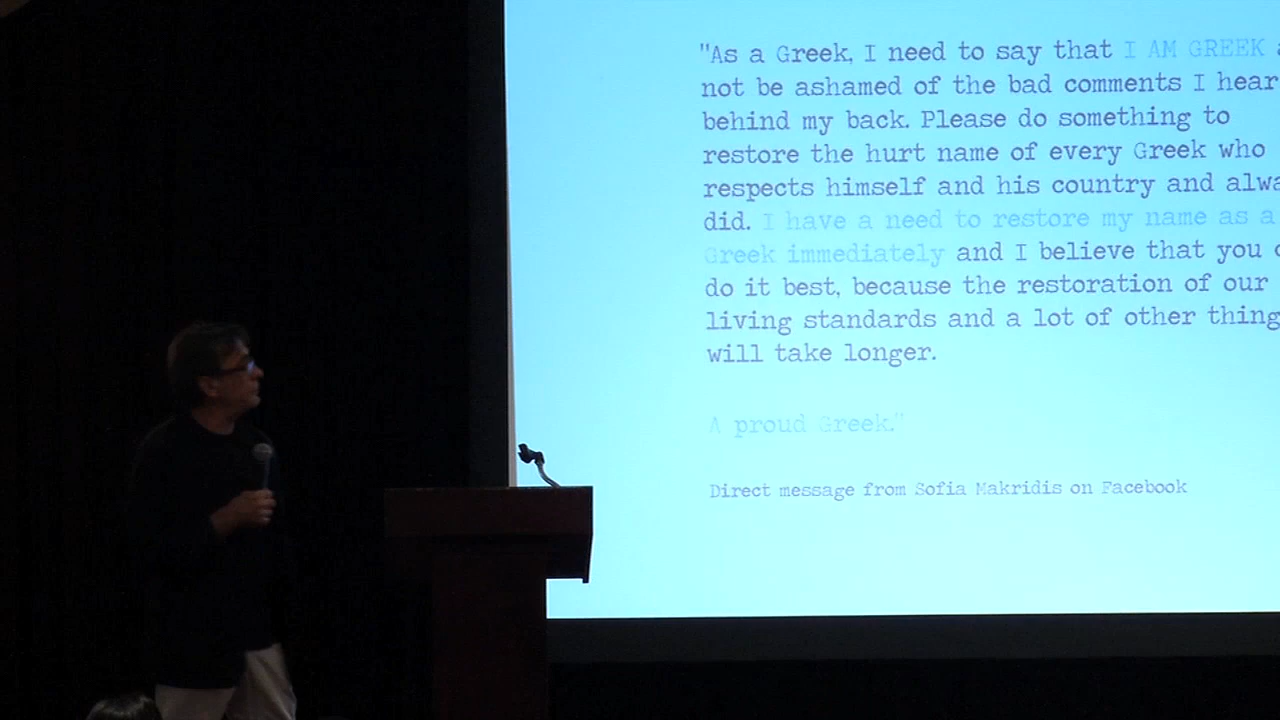 "As a Greek, I need to say that I AM GREEK
not be ashamed of the bad comments I hear
behind my back. Please do something to
restore the hurt name of every Greek who
respects himself and his country and
did. I have a need to restore my name as a
Greek immediately and I believe that you
do it best, because the restoration of our
living standards and a lot of other
will take longer.
A proud Greek."
Direct message from Sofia Makridis on Facebook